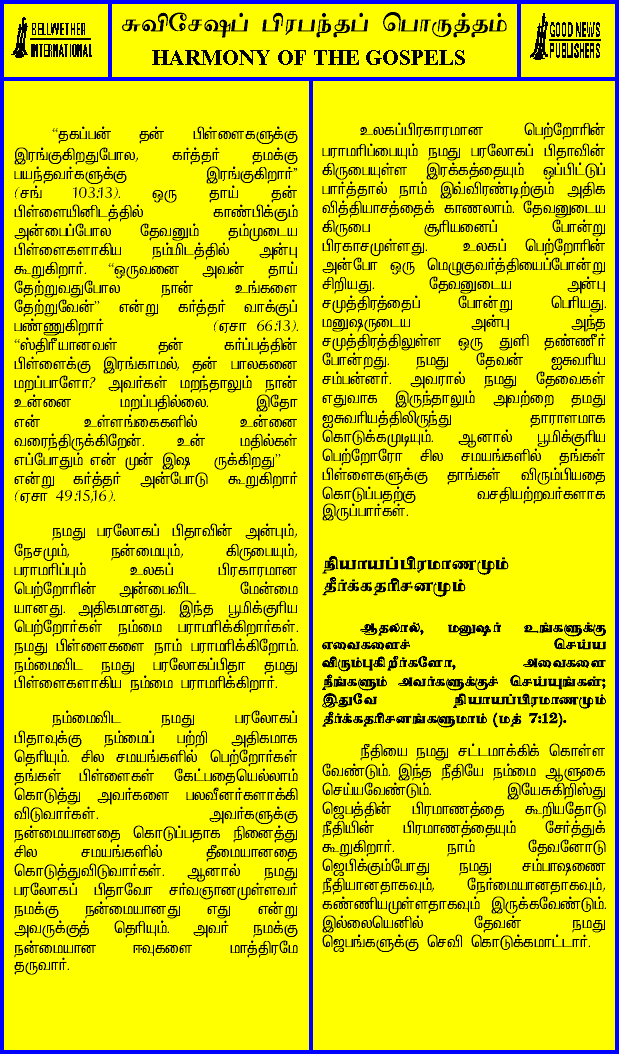 BELLWETHER
INTERNATIONAL
சுவிசேஷப் பிரபந்தப் பொருத்தம்
HARMONY OF THE GOSPELS
GOOD NEWS
PUBLISHERS
“தகப்பன் தன் பிள்ளைகளுக்கு
இரங்குகிறதுபோல, கர்த்தர் தமக்கு
பயந்தவர்களுக்கு இரங்குகிறார்”
(சங் 103:13). ஒரு தாய் தன்
பிள்ளையினிடத்தில் காண்பிக்கும்
அன்பைப்போல தேவனும் தம்முடைய
பிள்ளைகளாகிய நம்மிடத்தில் அன்பு
கூறுகிறார். “ஒருவனை அவன் தாய்
தேற்றுவதுபோல நான் உங்களை
தேற்றுவேன்” என்று கர்த்தர் வாக்குப்
பண்ணுகிறார் (ஏசா 66:13).
“ஸ்திரீயானவள் தன் கர்ப்பத்தின்
பிள்ளைக்கு இரங்காமல், தன் பாலகனை
மறப்பாளோ? அவர்கள் மறந்தாலும் நான்
உன்னை மறப்பதில்லை. இதோ
என் உள்ளங்கைகளில் உன்னை
வரைந்திருக்கிறேன். உன் மதில்கள்
எப்போதும் என் முன் இஷ ருக்கிறது”
என்று கர்த்தர் அன்போடு கூறுகிறார்
(ஏசா 49:15,16).
நமது பரலோகப் பிதாவின் அன்பும்,
நேசமும், நன்மையும், கிருபையும்,
பராமரிப்பும் உலகப் பிரகாரமான
பெற்றோரின் அன்பைவிட மேன்மை
யானது. அதிகமானது. இந்த பூமிக்குரிய
பெற்றோர்கள் நம்மை பராமரிக்கிறார்கள்.
நமது பிள்ளைகளை நாம் பராமரிக்கிறோம்.
நம்மைவிட நமது பரலோகப்பிதா தமது
பிள்ளைகளாகிய நம்மை பராமரிக்கிறார்.
நம்மைவிட நமது பரலோகப்
பிதாவுக்கு நம்மைப் பற்றி அதிகமாக
தெரியும். சில சமயங்களில் பெற்றோர்கள்
தங்கள் பிள்ளைகள் கேட்பதையெல்லாம்
கொடுத்து அவர்களை பலவீனர்களாக்கி
விடுவார்கள். அவர்களுக்கு
நன்மையானதை கொடுப்பதாக நினைத்து
சில சமயங்களில் தீமையானதை
கொடுத்துவிடுவார்கள். ஆனால் நமது
பரலோகப் பிதாவோ சர்வஞானமுள்ளவர்
நமக்கு நன்மையானது எது என்று
அவருக்குத் தெரியும். அவர் நமக்கு
நன்மையான ஈவுகளை மாத்திரமே
தருவார்.
உலகப்பிரகாரமான பெற்றோரின்
பராமரிப்பையும் நமது பரலோகப் பிதாவின்
கிருபையுள்ள இரக்கத்தையும் ஒப்பிட்டுப்
பார்த்தால் நாம் இவ்விரண்டிற்கும் அதிக
வித்தியாசத்தைக் காணலாம். தேவனுடைய
கிருபை சூரியனைப் போன்று
பிரகாசமுள்ளது. உலகப் பெற்றோரின்
அன்போ ஒரு மெழுகுவர்த்தியைப்போன்று
சிறியது. தேவனுடைய அன்பு
சமுத்திரத்தைப் போன்று பெரியது.
மனுஷருடைய அன்பு அந்த
சமுத்திரத்திலுள்ள ஒரு துளி தண்ணீர்
போன்றது. நமது தேவன் ஐசுவரிய
சம்பன்னர். அவரால் நமது தேவைகள்
எதுவாக இருந்தாலும் அவற்றை தமது
ஐசுவரியத்திலிருந்து தாராளமாக
கொடுக்கமுடியும். ஆனால் பூமிக்குரிய
பெற்றோரோ சில சமயங்களில் தங்கள்
பிள்ளைகளுக்கு தாங்கள் விரும்பியதை
கொடுப்பதற்கு வசதியற்றவர்களாக
இருப்பார்கள்.
நியாயப்பிரமாணமும்
தீர்க்கதரிசனமும்
ஆதலால், மனுஷர் உங்களுக்கு
எவைகளைச் செய்ய
விரும்புகிறீர்களோ, அவைகளை
நீங்களும் அவர்களுக்குச் செய்யுங்கள்;
இதுவே நியாயப்பிரமாணமும்
தீர்க்கதரிசனங்களுமாம் (மத் 7:12).
நீதியை நமது சட்டமாக்கிக் கொள்ள
வேண்டும். இந்த நீதியே நம்மை ஆளுகை
செய்யவேண்டும். இயேசுகிறிஸ்து
ஜெபத்தின் பிரமாணத்தை கூறியதோடு
நீதியின் பிரமாணத்தையும் சேர்த்துக்
கூறுகிறார். நாம் தேவனோடு
ஜெபிக்கும்போது நமது சம்பாஷணை
நீதியானதாகவும், நேர்மையானதாகவும்,
கண்ணியமுள்ளதாகவும் இருக்கவேண்டும்.
இல்லையெனில் தேவன் நமது
ஜெபங்களுக்கு செவி கொடுக்கமாட்டார்.